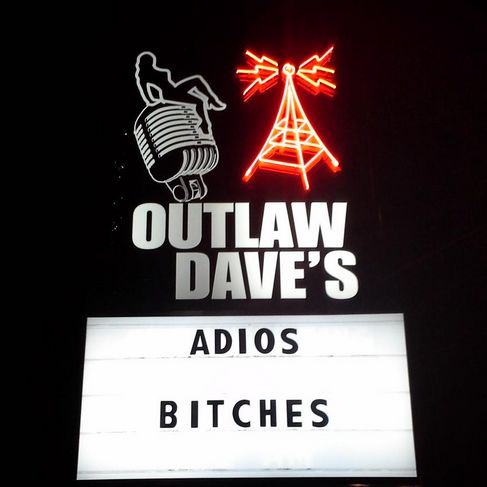 OUTLAW
DAVE'S
ADIOS
BITCHES